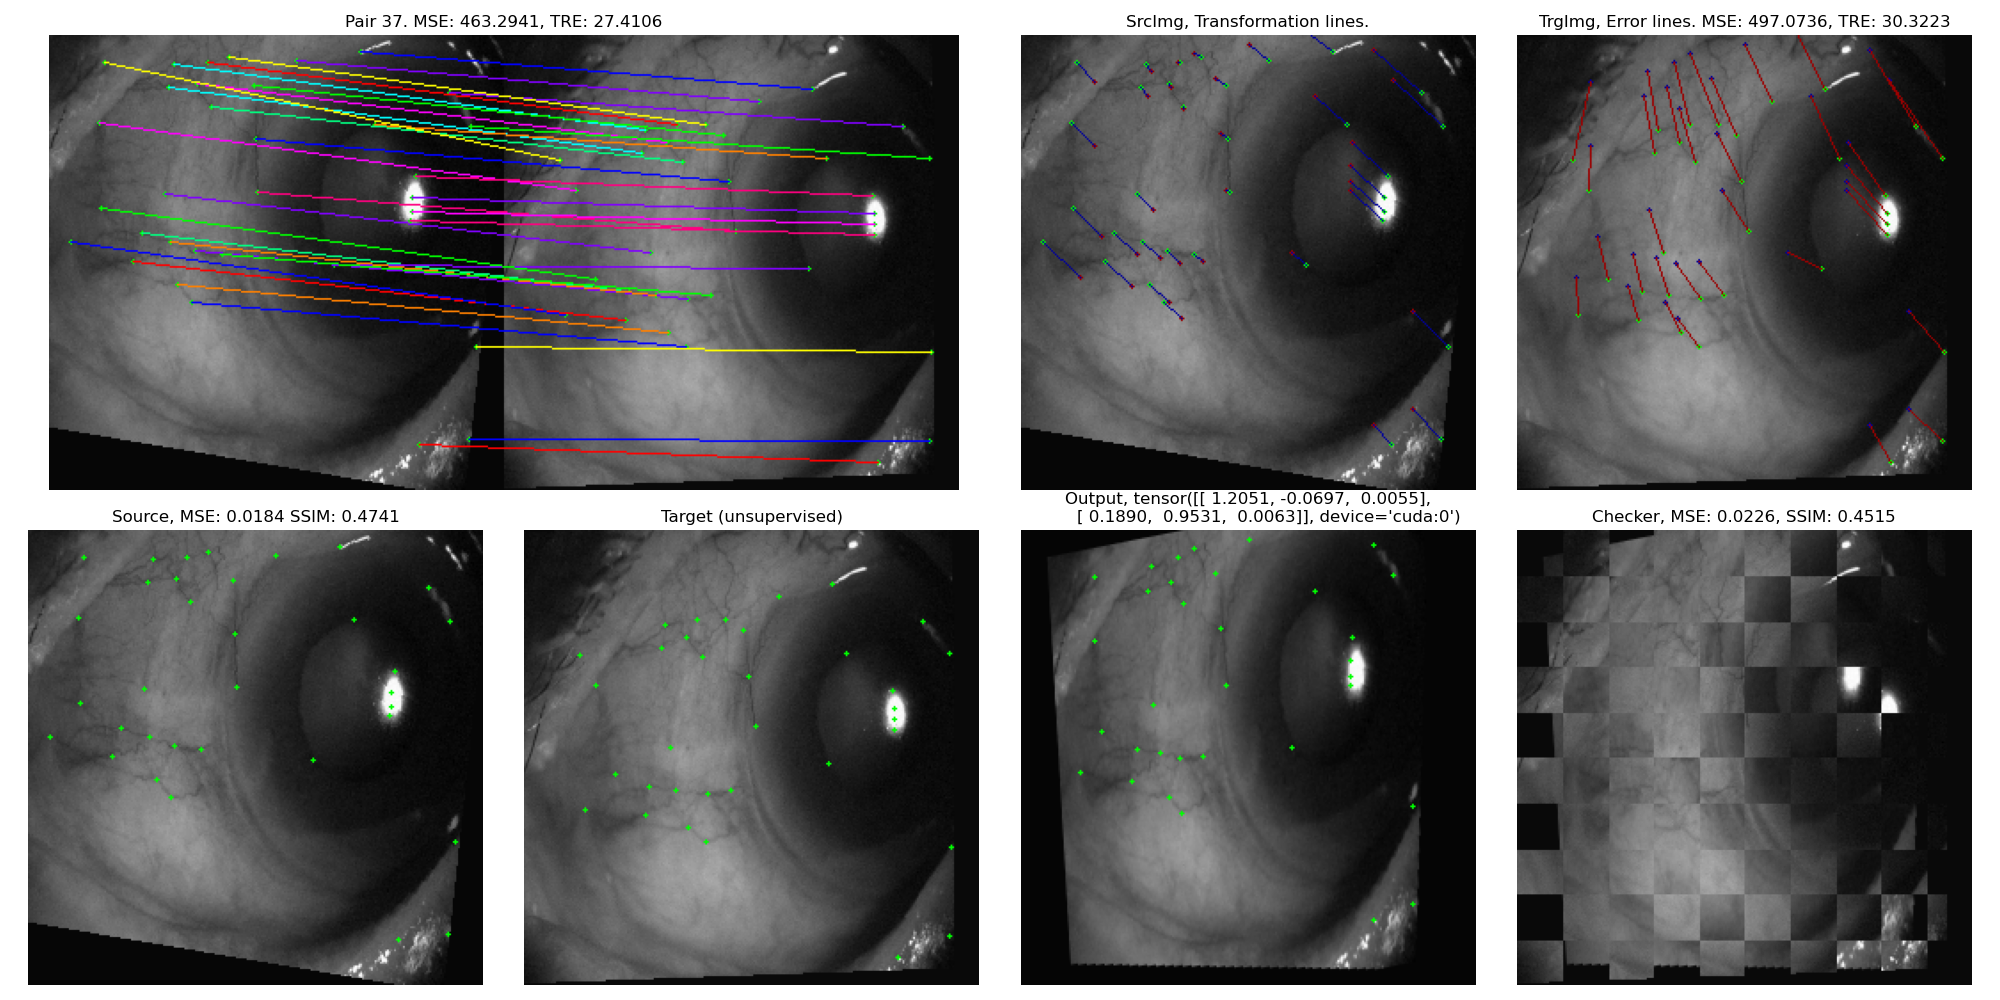 Pair 37. MSE: 463.2941, TRE: 27.4106
SrcImg, Transformation lines.
TrgImg, Error lines. MSE: 497.0736, TRE: 30.3223
Source, MSE: 0.0184 SSIM: 0.4741
Target (unsupervised)
Output, tensor([[ 1.2051, -0.0697,  0.0055],
[ 0.1890,  0.9531,  0.0063]], device='cuda:0')
Checker, MSE: 0.0226, SSIM: 0.4515